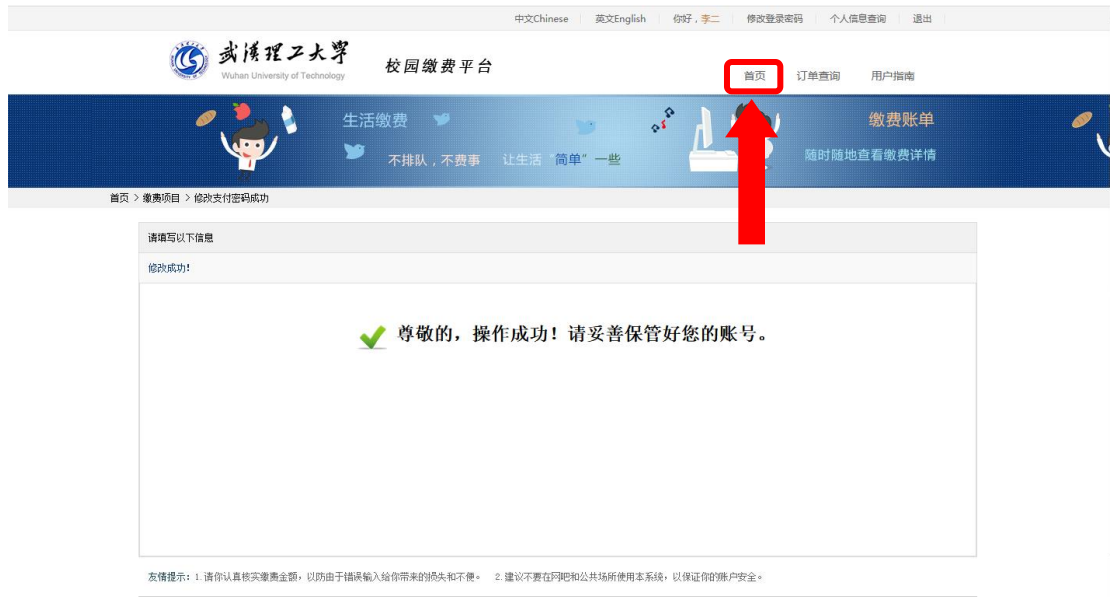 中文Chinese 英文English 你好，李二 修改登录密码 个人信息查询 退出
武汉理工大学
Wuhan University of Technology
校园缴费平台
首页 订单查询 用户指南
生活缴费
不排队，不费事 让生活“简单”一些
缴费账单
随时随地查看缴费详情
首页 > 缴费项目 > 修改支付密码成功
请填写以下信息
修改成功！
尊敬的，操作成功！请妥善保管好您的账号。
友情提示：1.请你认真核实缴费金额，以防由于错误输入给你带来的损失和不便。 2.建议不要在网吧和公共场所使用本系统，以保证你的账户安全。